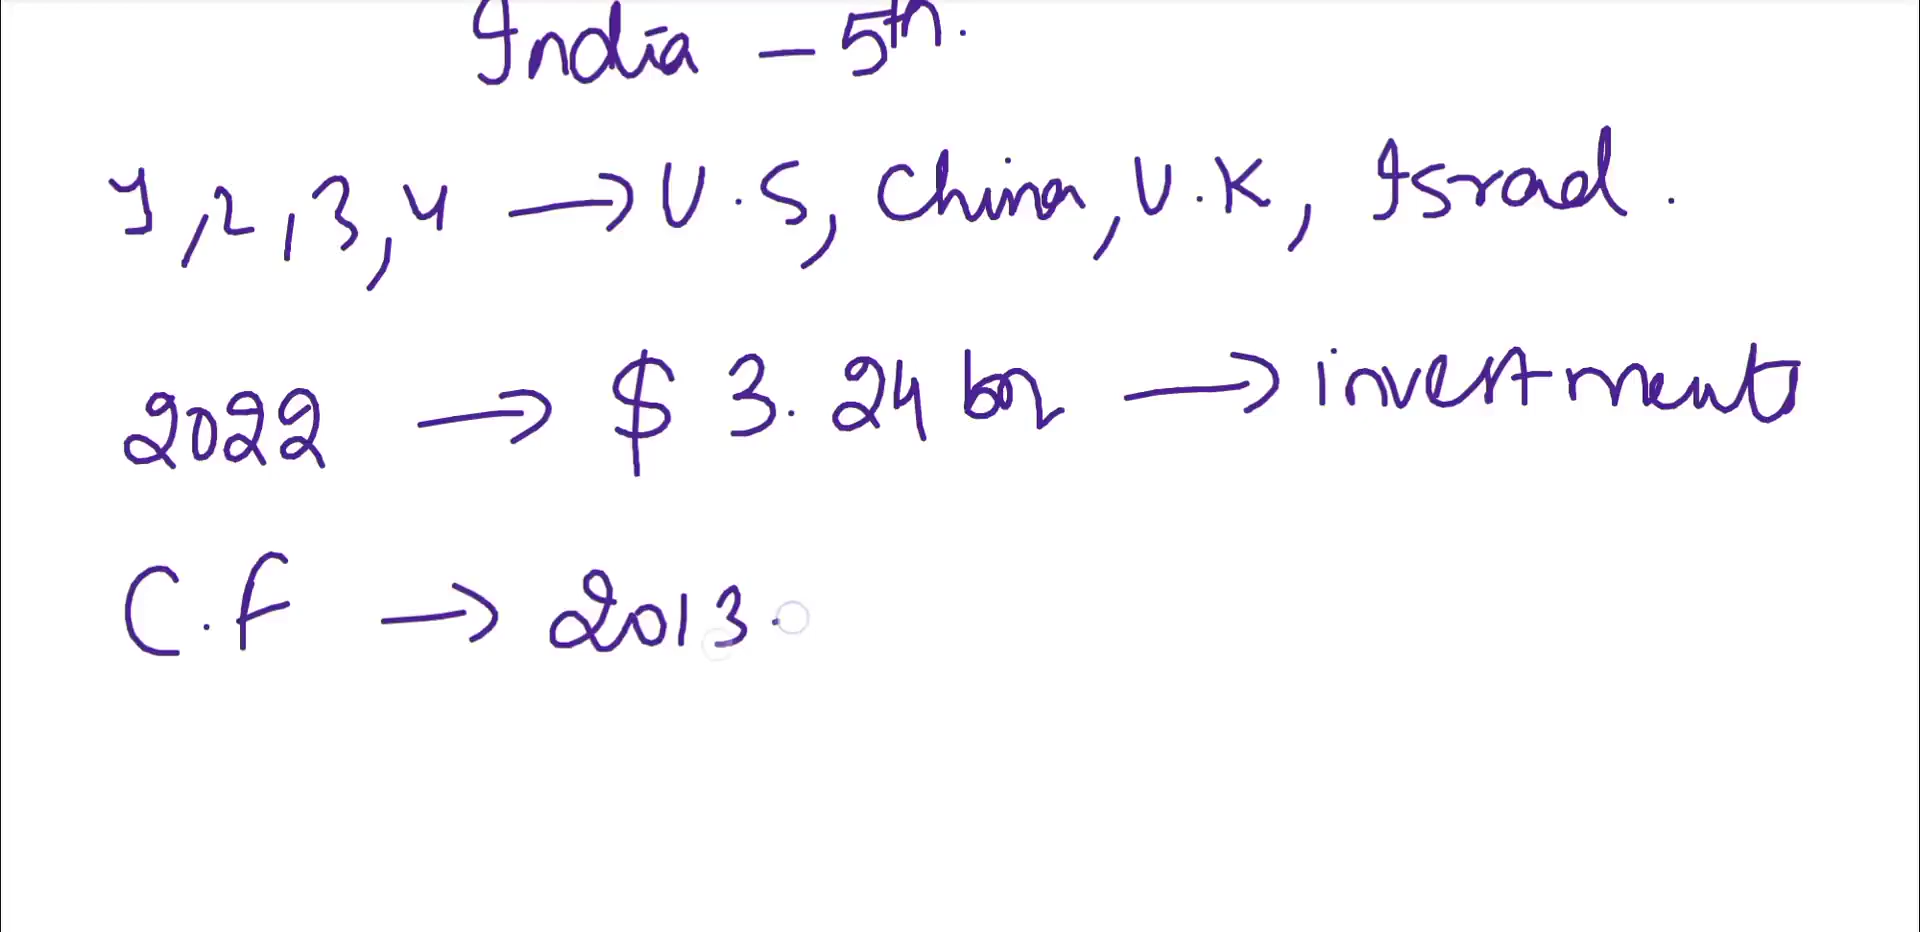 India - 5th.
1, 2, 3, 4 → U.S, China, U.K, Israel.
2022 → $ 3.24 bn → investments
C.F → 2013.